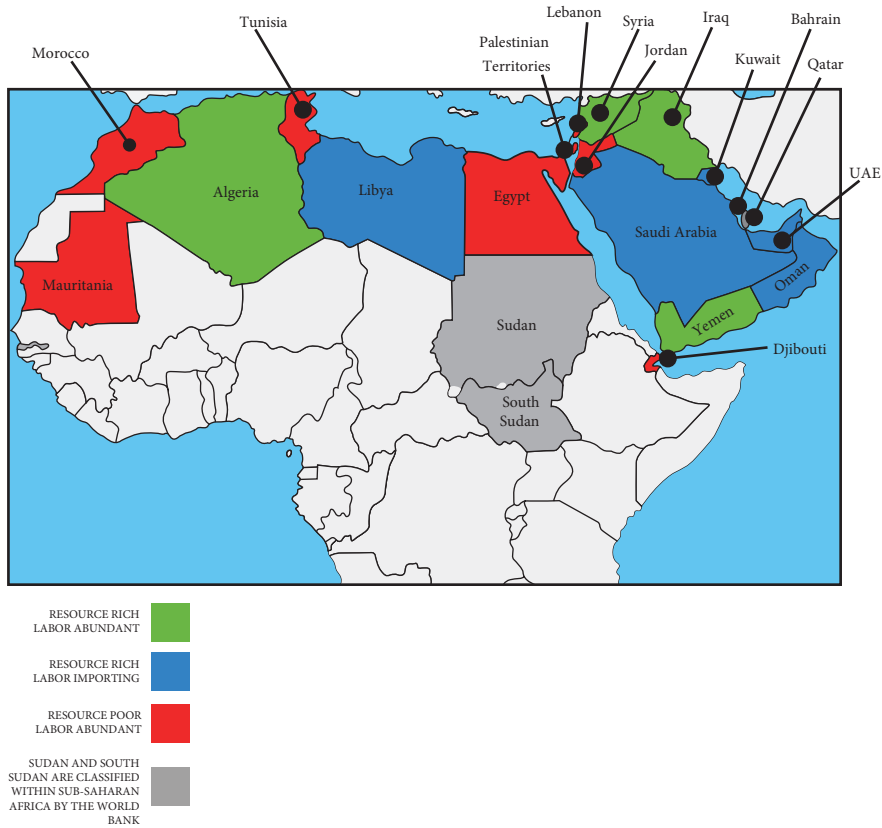 Lebanon
Bahrain
Tunisia
Syria
Iraq
Palestinian
Territories
Morocco
Jordan
Kuwait
Qatar
UAE
Algeria
Libya
Egypt
Saudi Arabia
Mauritania
Oman
Yemen
Sudan
Djibouti
South
Sudan
RESOURCE RICH
LABOR ABUNDANT
RESOURCE RICH
LABOR IMPORTING
RESOURCE POOR
LABOR ABUNDANT
SUDAN AND SOUTH
SUDAN ARE CLASSIFIED
WITHIN SUB-SAHARAN
AFRICA BY THE WORLD
BANK